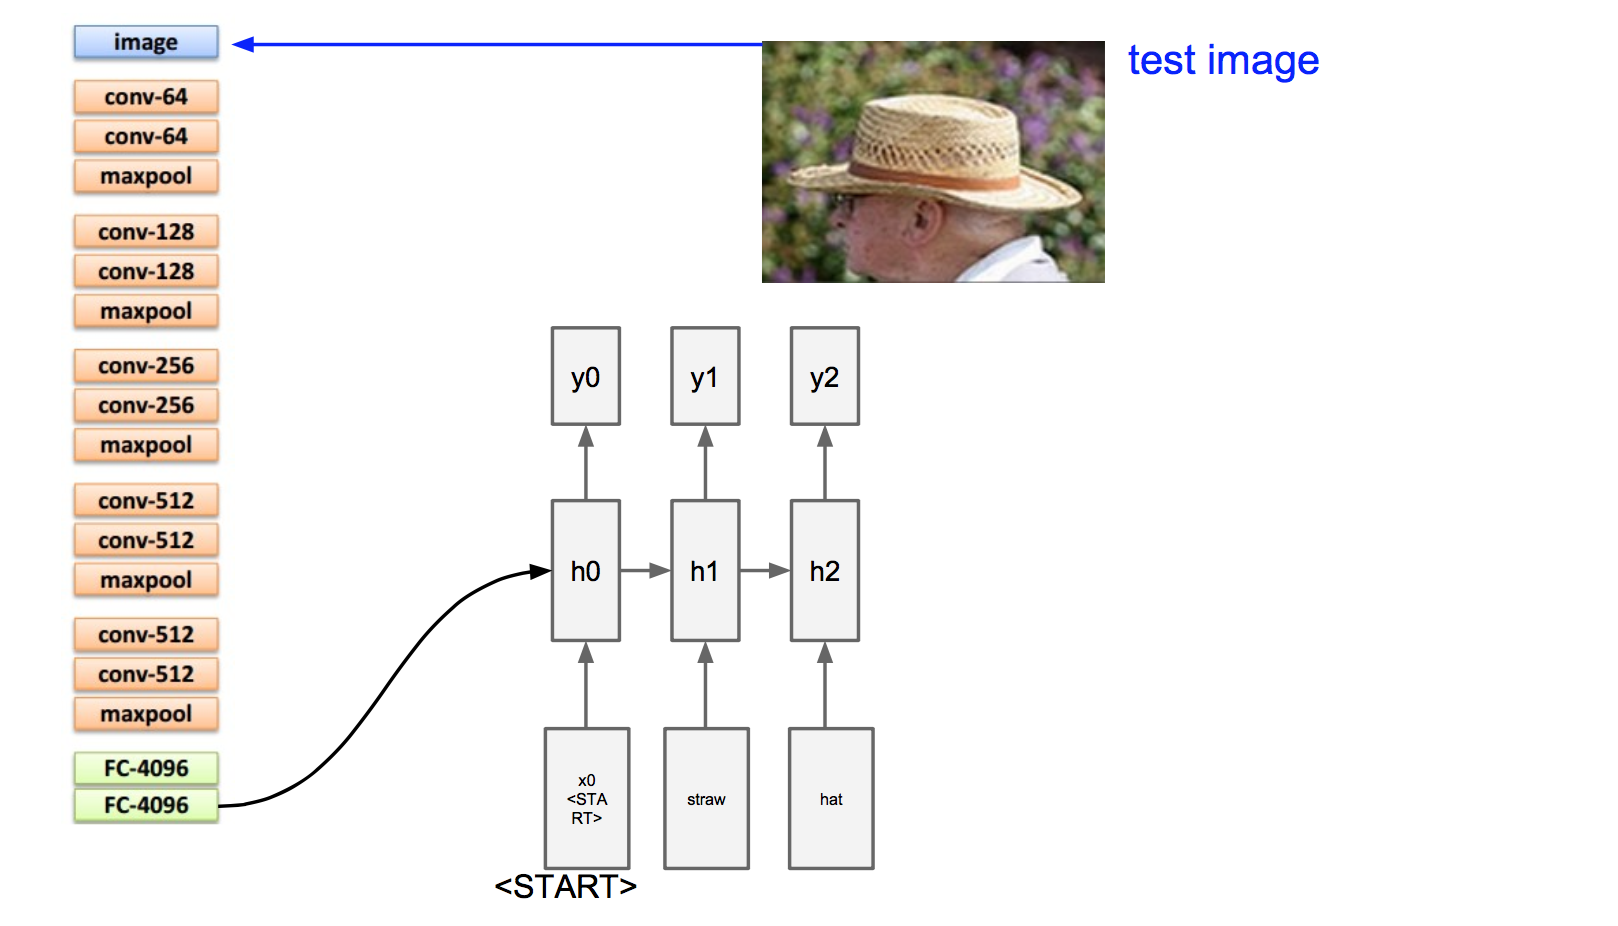 image
test image
conv-64
conv-64
maxpool
conv-128
conv-128
maxpool
conv-256
conv-256
maxpool
conv-512
conv-512
maxpool
conv-512
conv-512
maxpool
FC-4096
FC-4096
y0
y1
y2
h0
h1
h2
x0
<STA
RT>
straw
hat
<START>